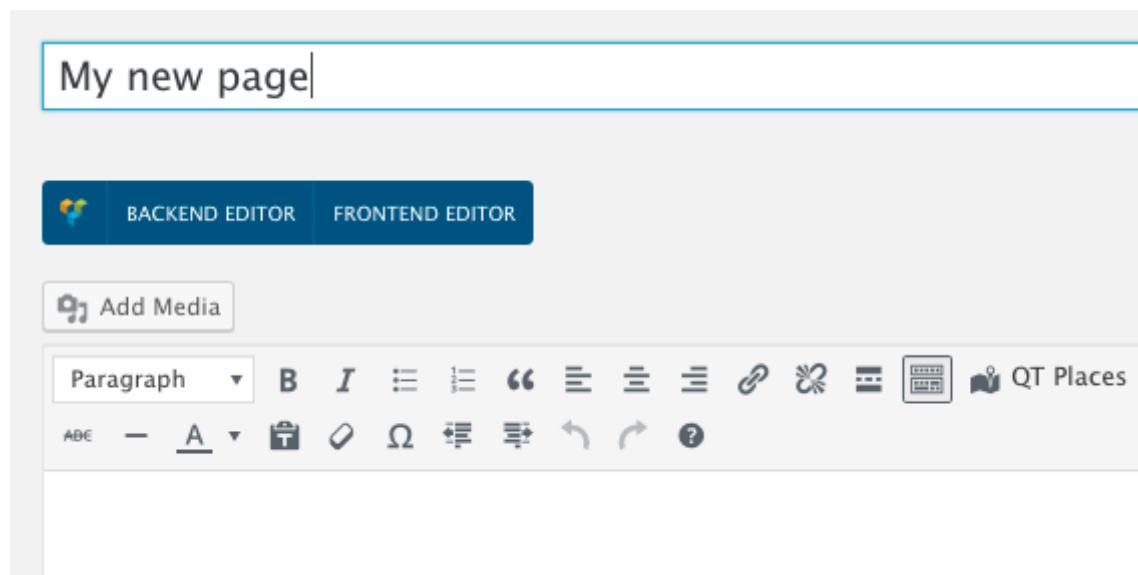 My new page
BACKEND EDITOR FRONTEND EDITOR
Add Media
Paragraph B I QT Places
ABC A Ω